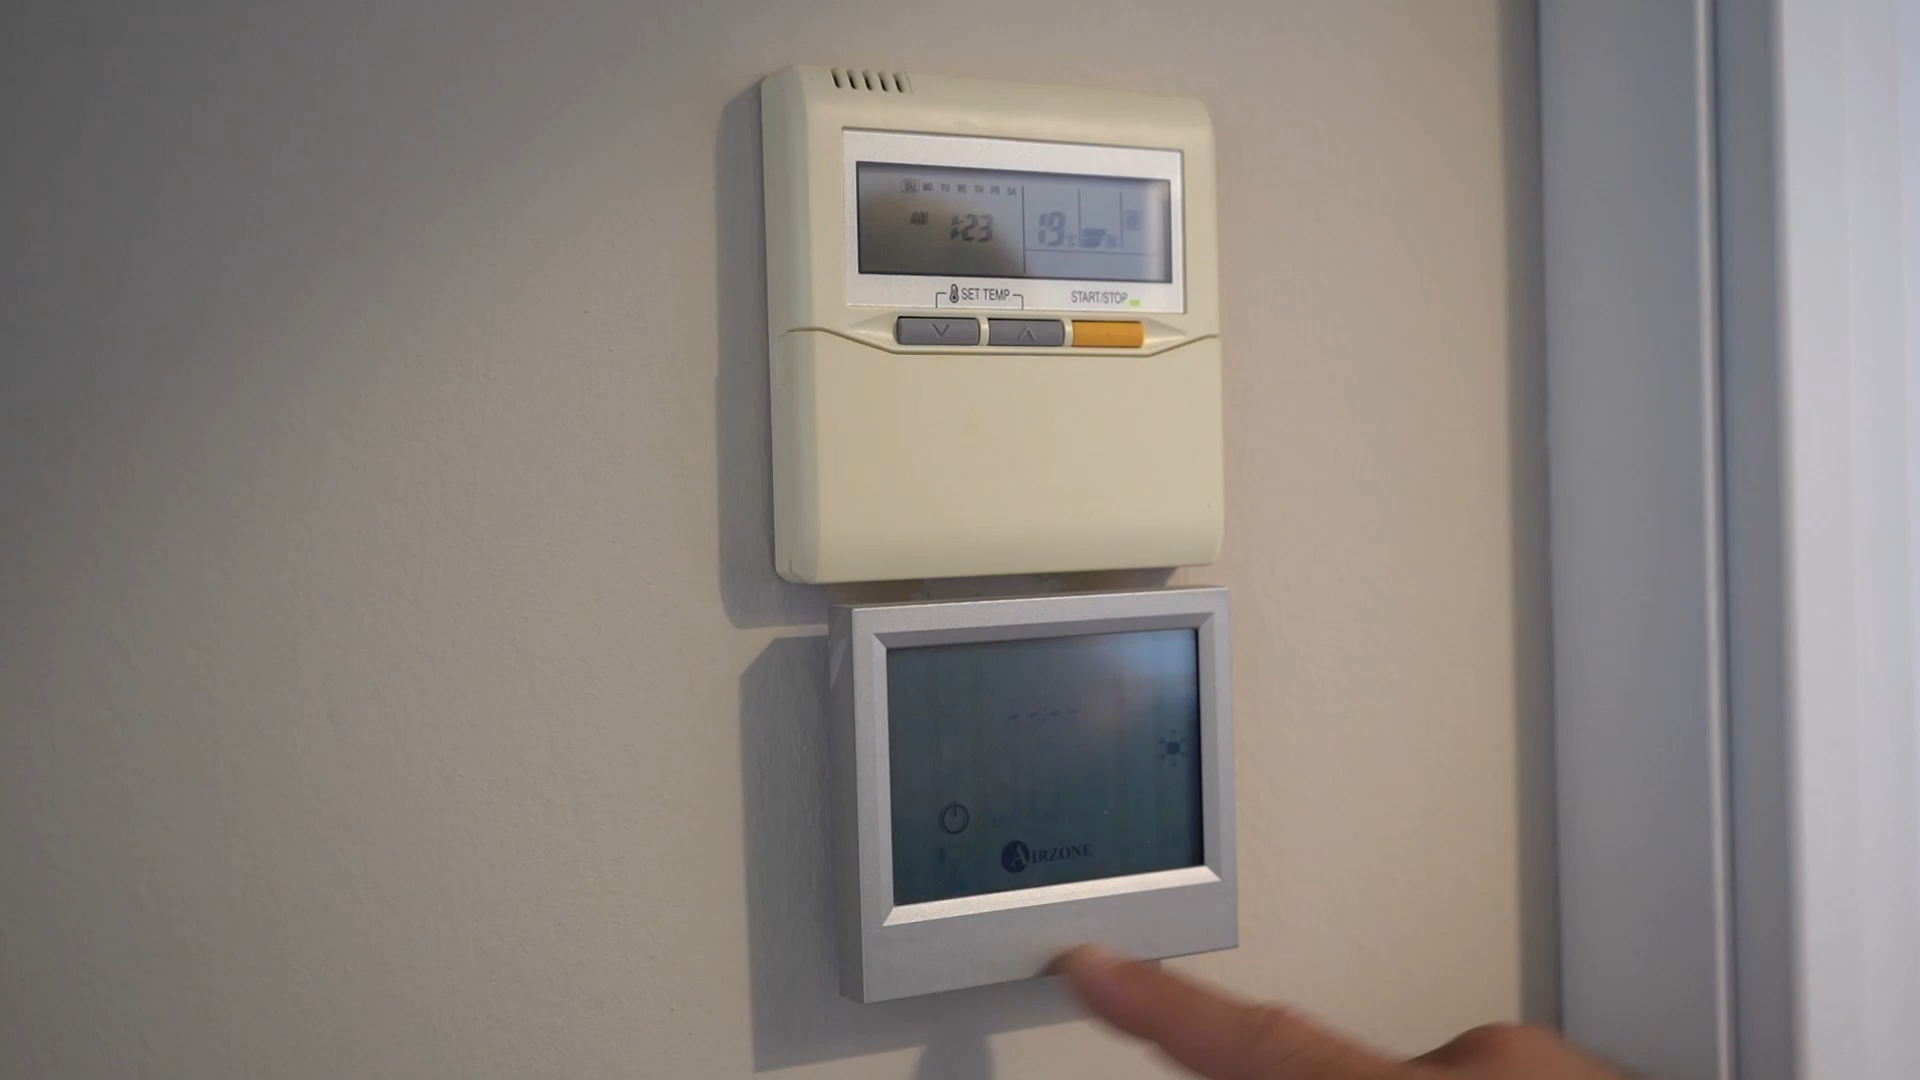 SU MO TU WE TH FR SA
AM 1:23 19°C
SET TEMP. START/STOP
----
AIRZONE